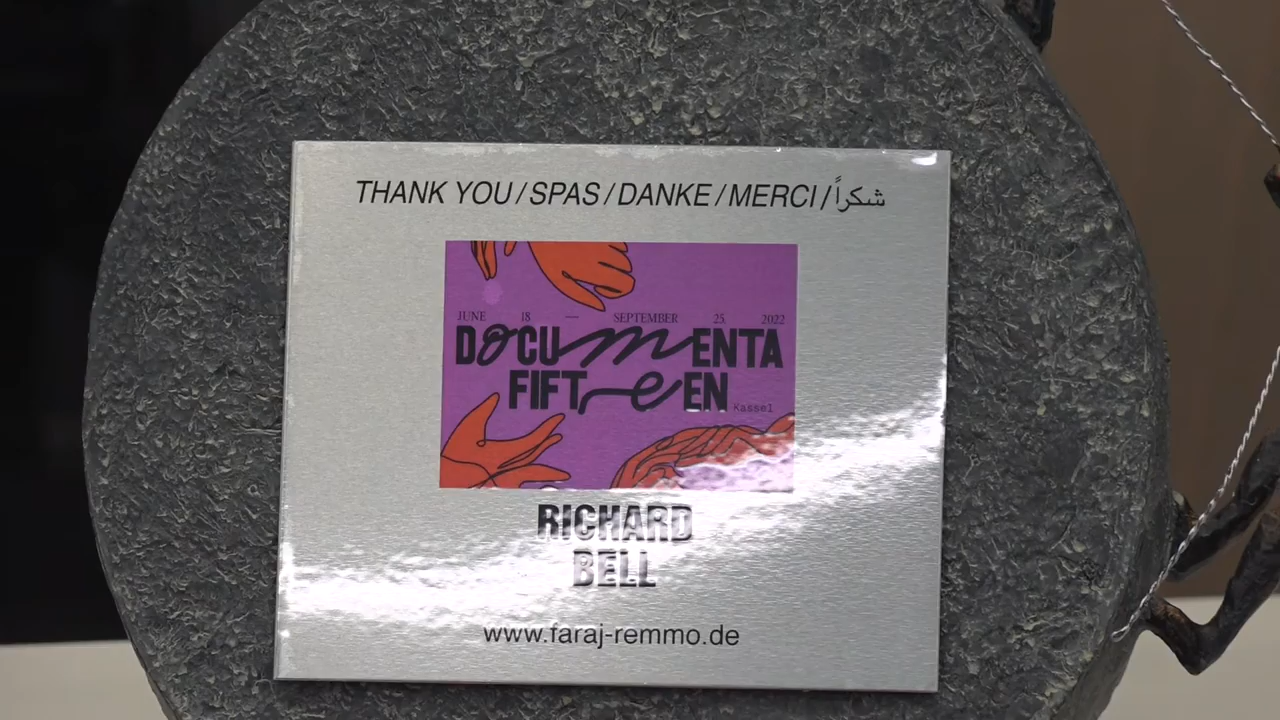 THANK YOU / SPAS / DANKE / MERCI / شكراً
JUNE 18 — SEPTEMBER 25, 2022
DOCUMENTA
FIFTEEN Kassel
RICHARD
BELL
www.faraj-remmo.de